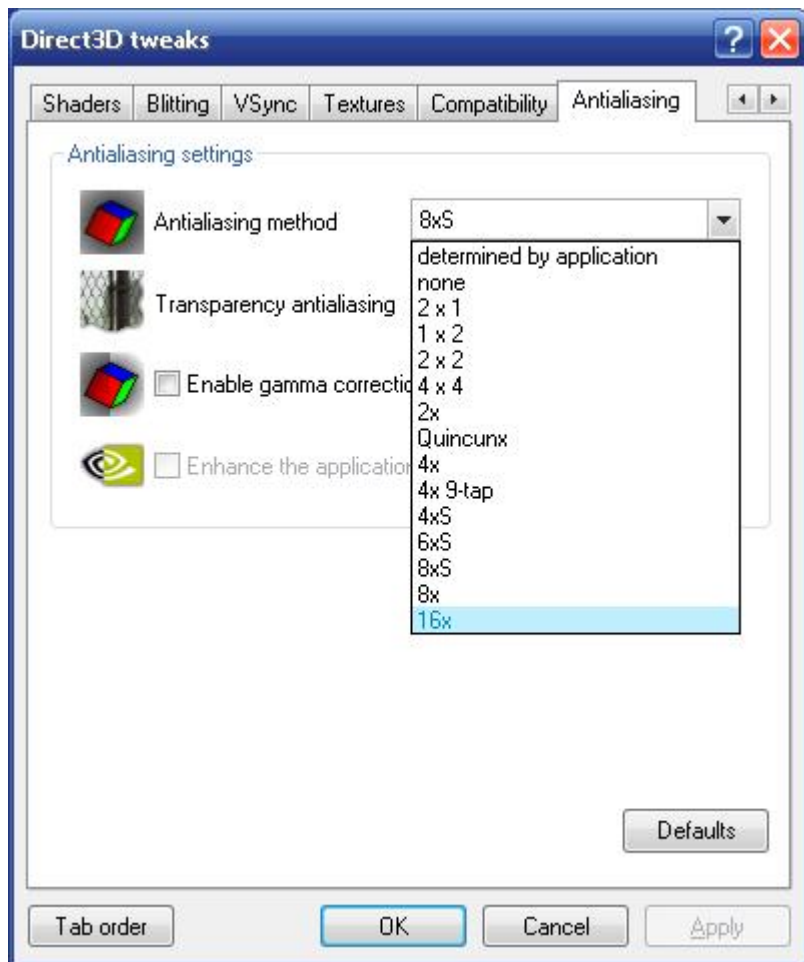 Direct3D tweaks
Shaders Blitting VSync Textures Compatibility Antialiasing
Antialiasing settings
Antialiasing method 8xS
determined by application
none
Transparency antialiasing 2 x 1
1 x 2
2 x 2
Enable gamma correctio 4 x 4
2x
Quincunx
4x
Enhance the application
4x 9-tap
4xS
6xS
8xS
8x
16x
Defaults
Tab order OK Cancel Apply